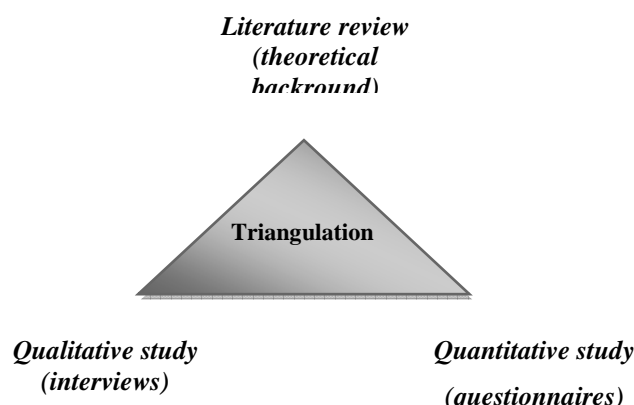 Literature review
(theoretical
backround)
Triangulation
Qualitative study
(interviews)
Quantitative study
(questionnaires)